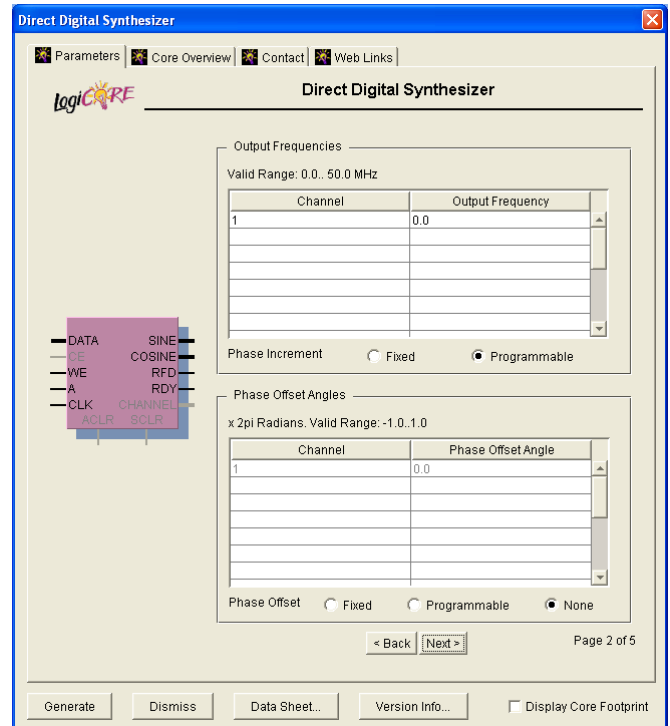 Direct Digital Synthesizer
Parameters Core Overview Contact Web Links
LogiCORE
Direct Digital Synthesizer
Output Frequencies
Valid Range: 0.0.. 50.0 MHz
Channel Output Frequency
1 0.0
Phase Increment Fixed Programmable
DATA SINE
CE COSINE
WE RFD
A RDY
CLK CHANNEL
ACLR SCLR
Phase Offset Angles
x 2pi Radians. Valid Range: -1.0..1.0
Channel Phase Offset Angle
1 0.0
Phase Offset Fixed Programmable None
< Back Next > Page 2 of 5
Generate Dismiss Data Sheet... Version Info... Display Core Footprint